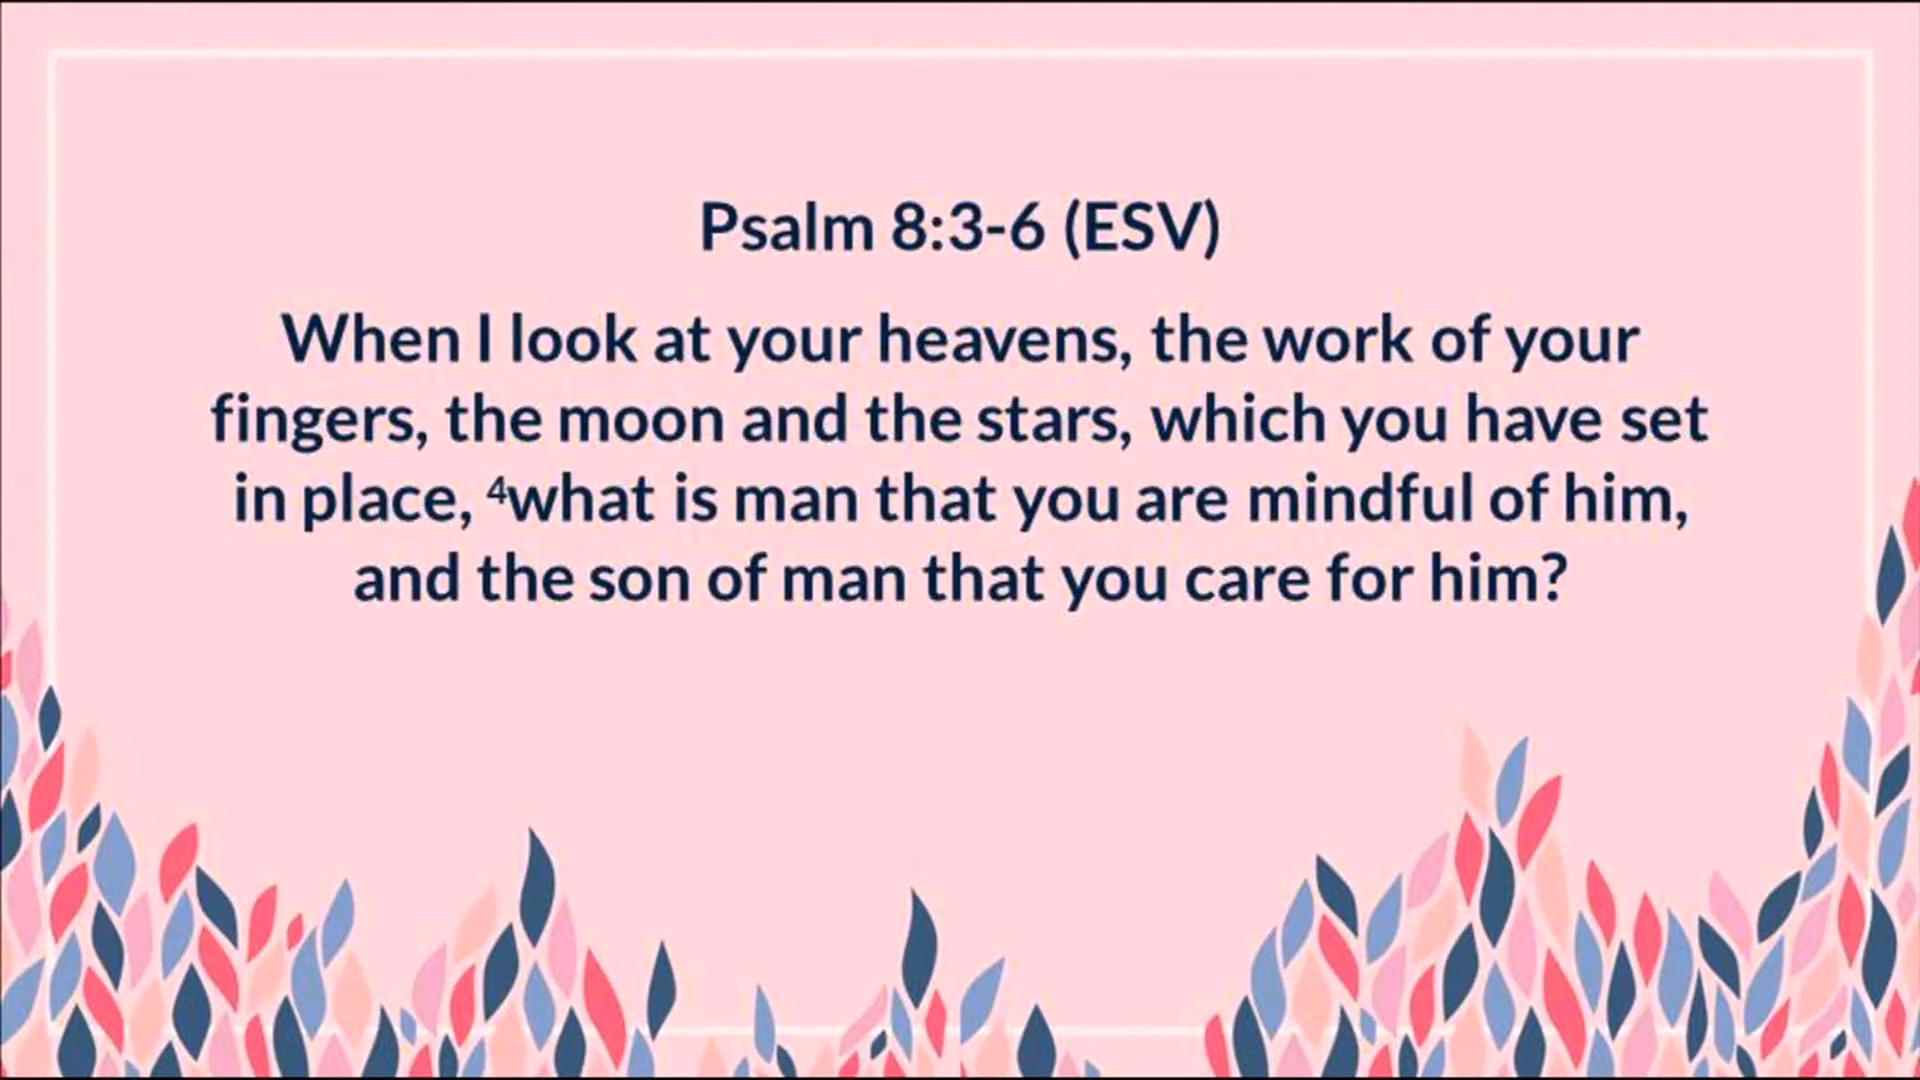 Psalm 8:3-6 (ESV)
When I look at your heavens, the work of your
fingers, the moon and the stars, which you have set
in place, ⁴what is man that you are mindful of him,
and the son of man that you care for him?